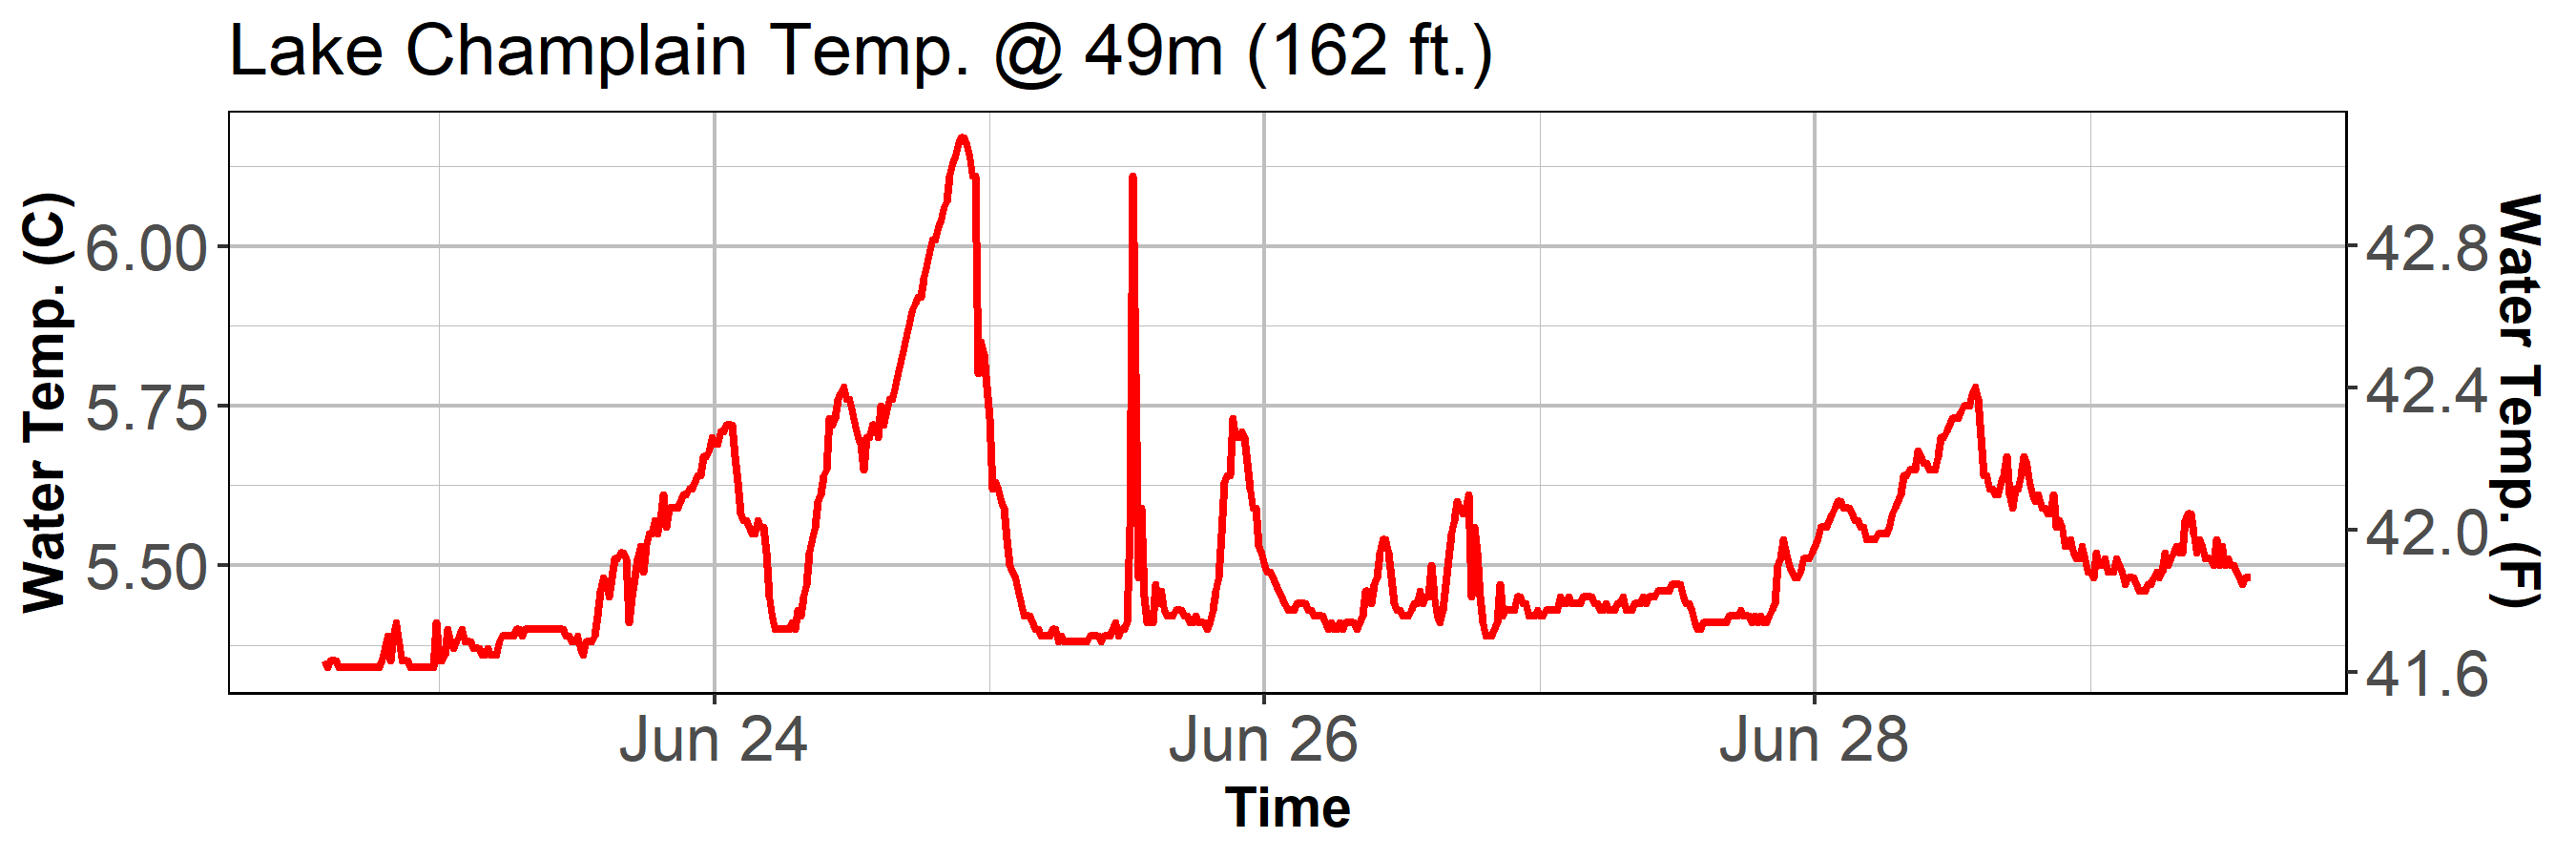 Lake Champlain Temp. @ 49m (162 ft.)
Water Temp. (C)
6.00
5.75
5.50
42.8
42.4
42.0
41.6
Water Temp. (F)
Jun 24
Jun 26
Jun 28
Time